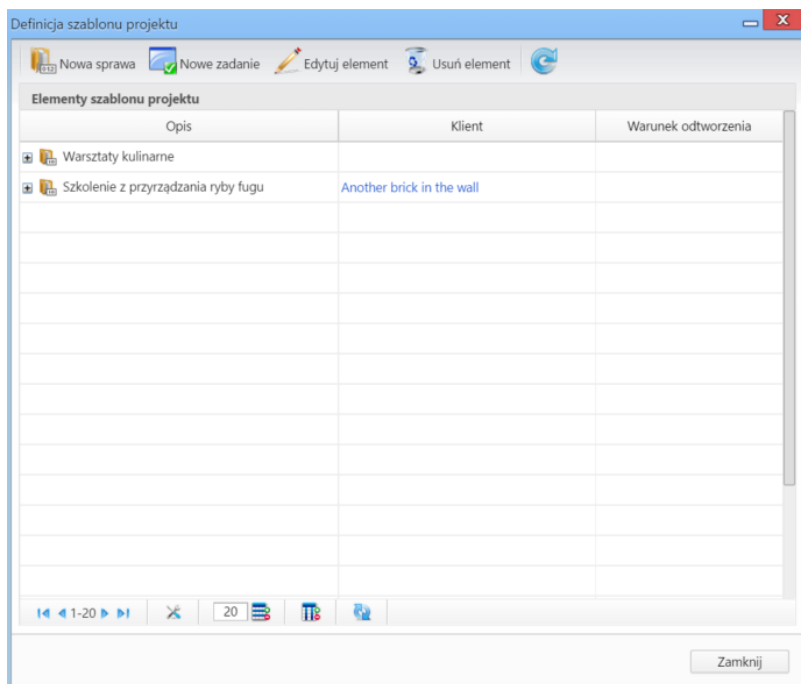 Definicja szablonu projektu
Nowa sprawa Nowe zadanie Edytuj element Usuń element
Elementy szablonu projektu
Opis Klient Warunek odtworzenia
Warsztaty kulinarne
Szkolenie z przyrządzania ryby fugu Another brick in the wall
1-20 20
Zamknij